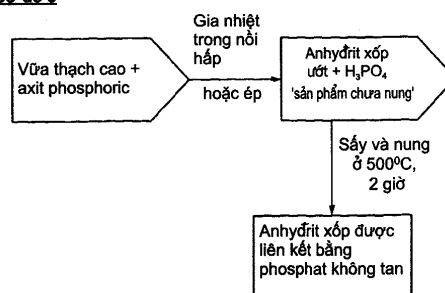 Gia nhiệt
trong nồi
hấp
hoặc ép
Vữa thạch cao +
axit phosphoric
Anhyđrit xốp
ướt + H₃PO₄
'sản phẩm chưa nung'
Sấy và nung
ở 500⁰C,
2 giờ
Anhyđrit xốp được
liên kết bằng
phosphat không tan